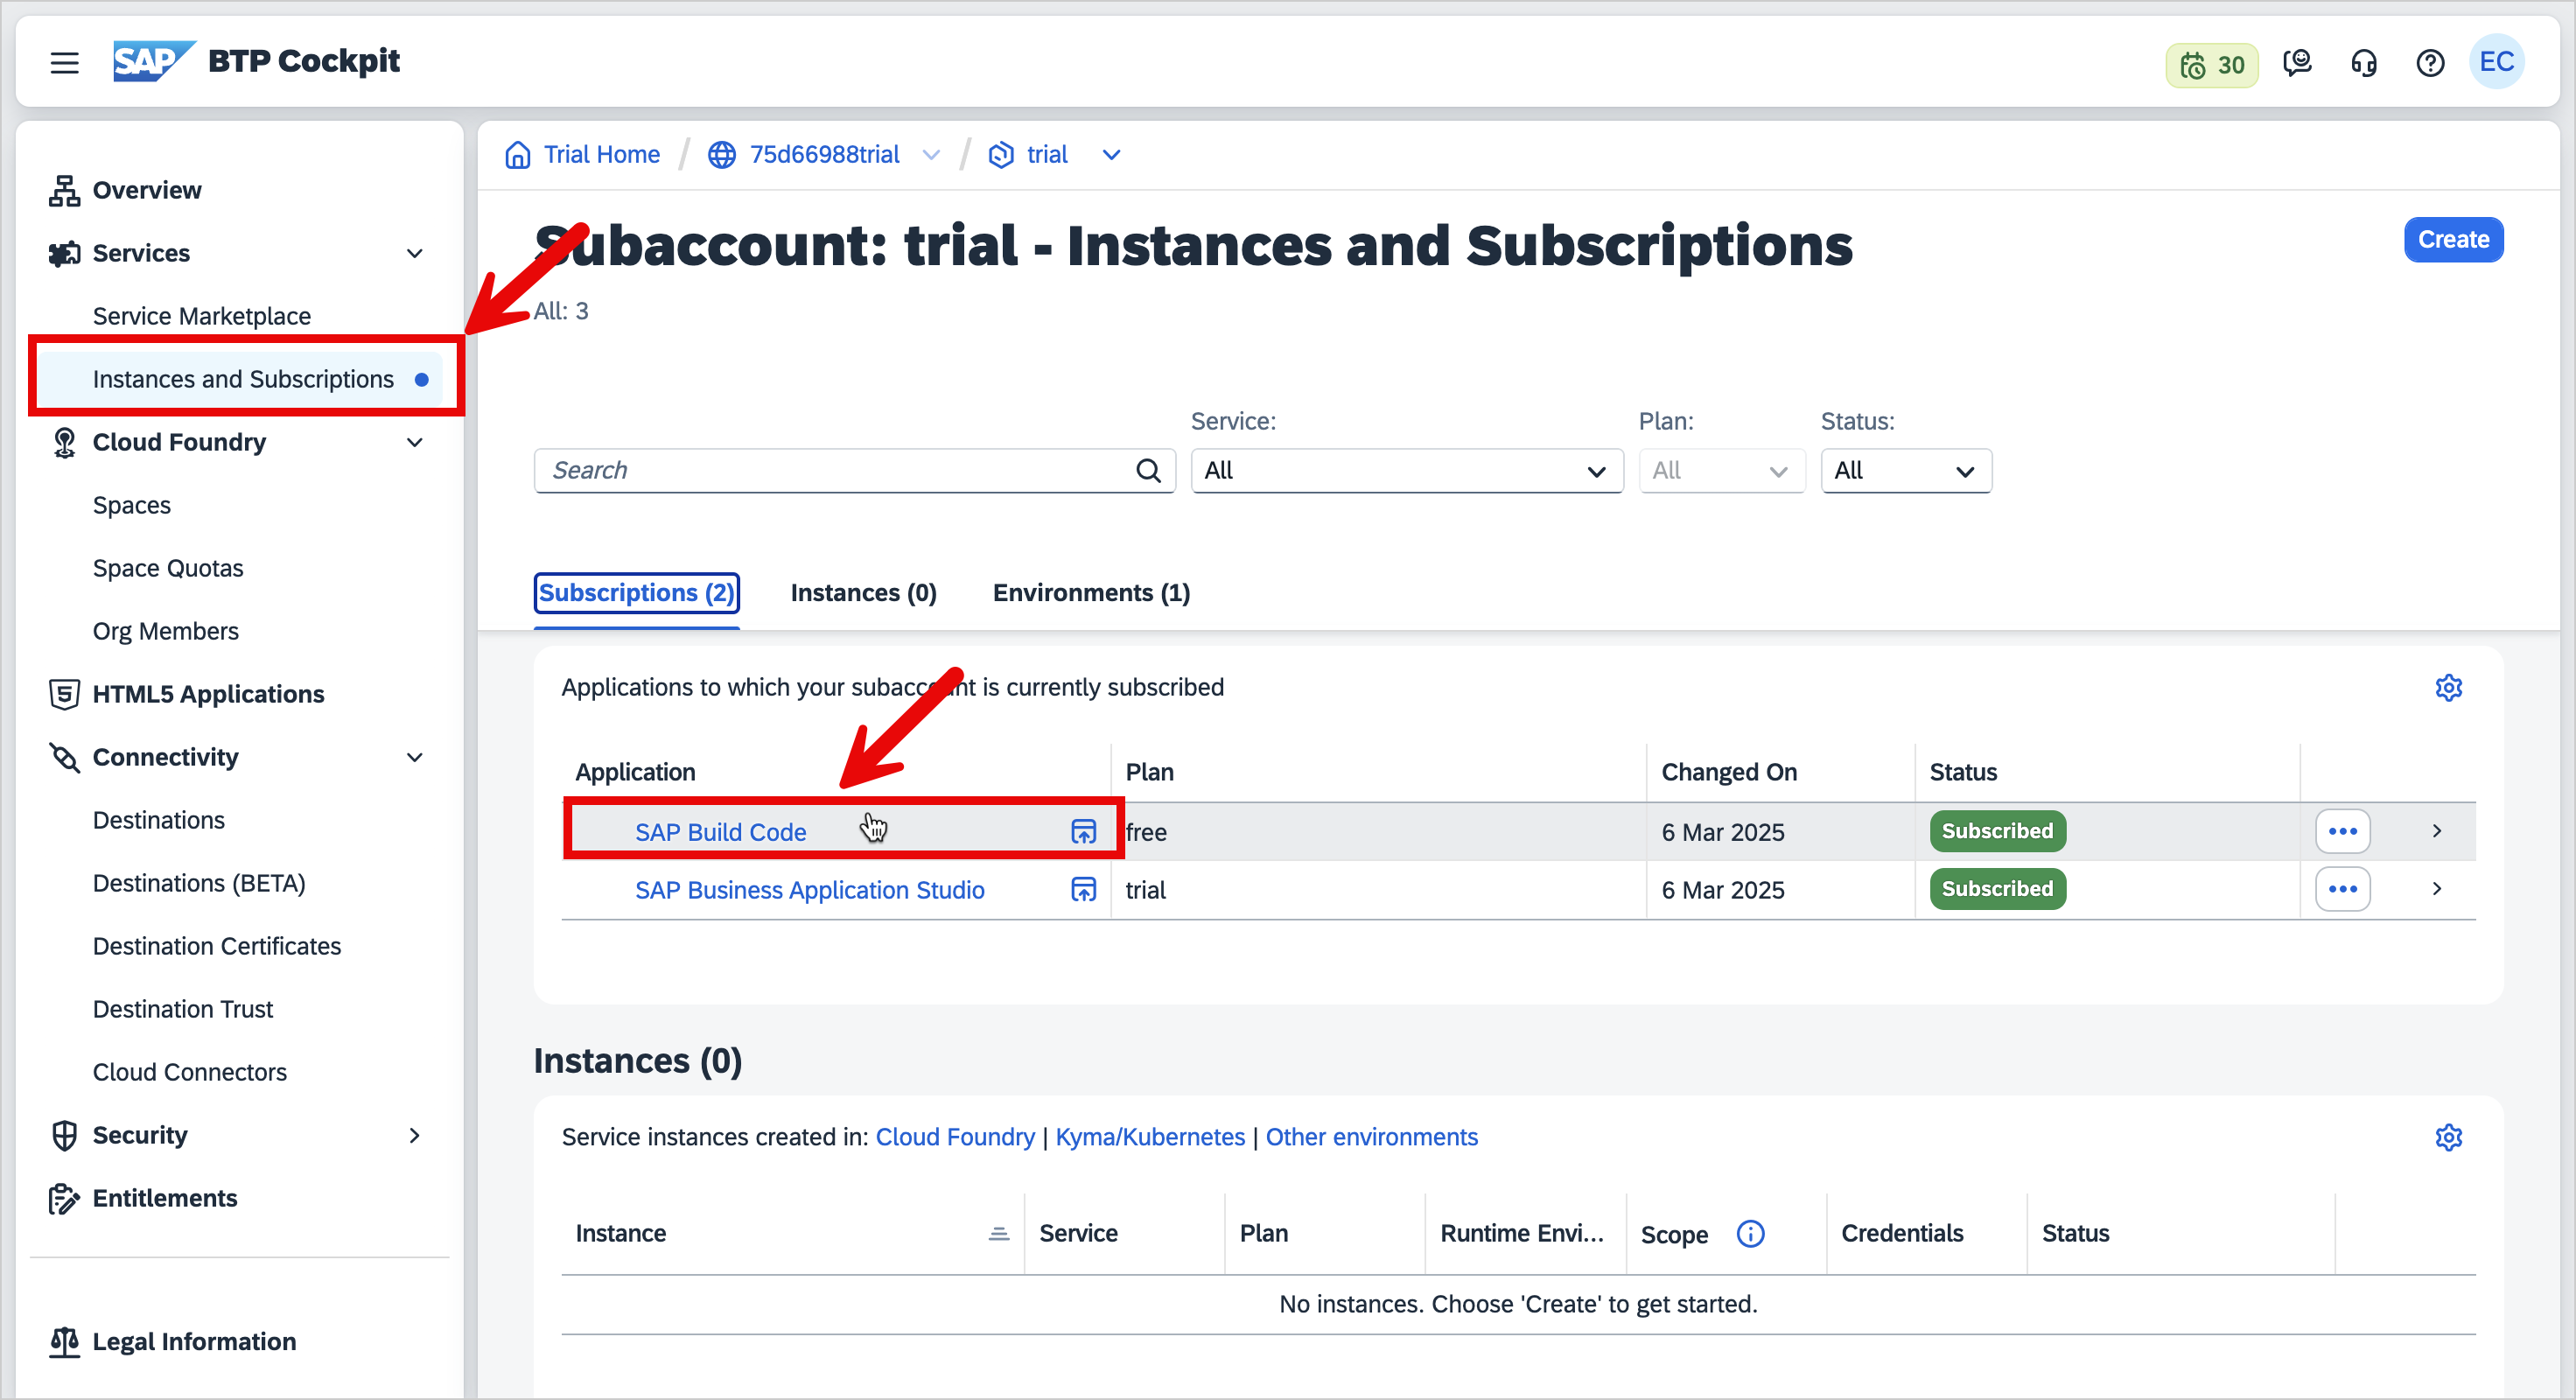 SAP BTP Cockpit
30
EC
Overview
Services
Service Marketplace
Instances and Subscriptions
Cloud Foundry
Spaces
Space Quotas
Org Members
HTML5 Applications
Connectivity
Destinations
Destinations (BETA)
Destination Certificates
Destination Trust
Cloud Connectors
Security
Entitlements
Legal Information
Trial Home / 75d66988trial / trial
Subaccount: trial - Instances and Subscriptions
Create
All: 3
Service: Plan: Status:
Search All All All
Subscriptions (2) Instances (0) Environments (1)
Applications to which your subaccount is currently subscribed
Application Plan Changed On Status
SAP Build Code free 6 Mar 2025 Subscribed
SAP Business Application Studio trial 6 Mar 2025 Subscribed
Instances (0)
Service instances created in: Cloud Foundry | Kyma/Kubernetes | Other environments
Instance Service Plan Runtime Envi... Scope Credentials Status
No instances. Choose 'Create' to get started.